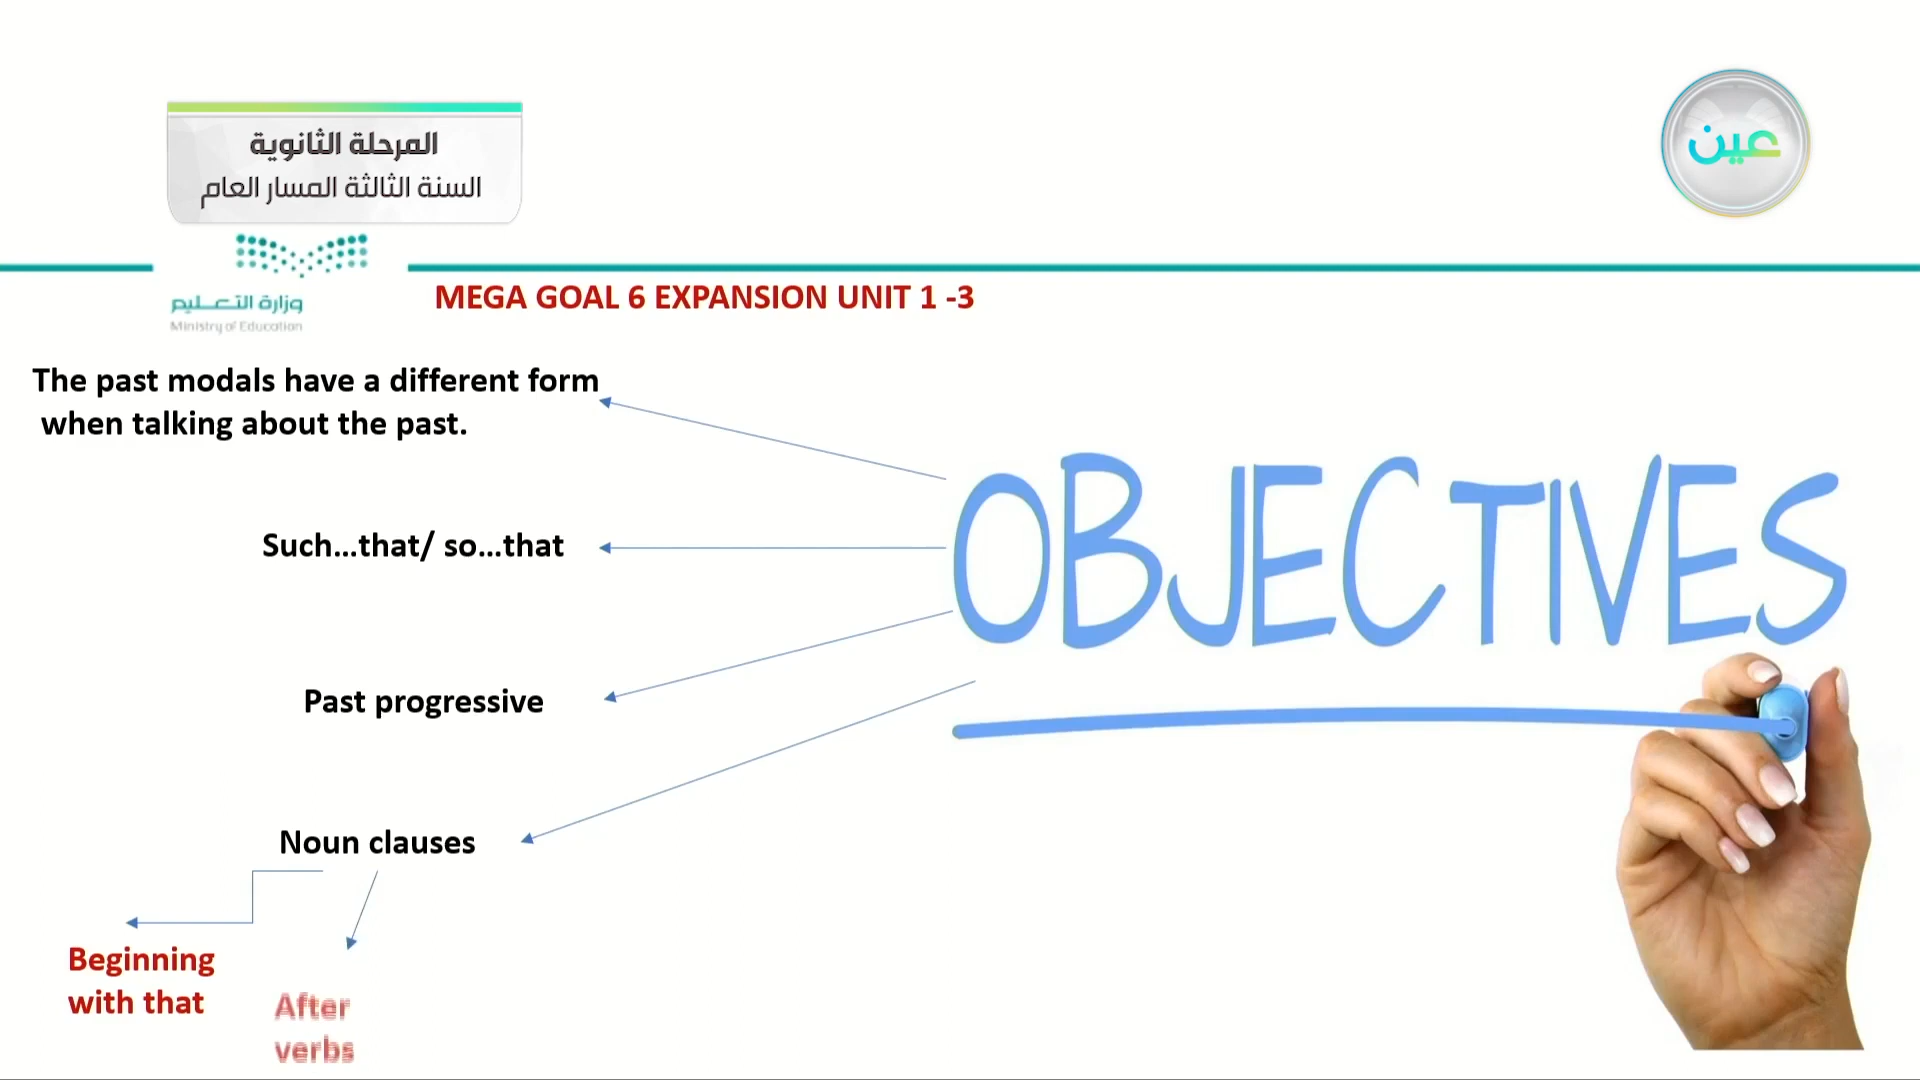 المرحلة الثانوية
السنة الثالثة المسار العام
عين
وزارة التعليم
Ministry of Education
MEGA GOAL 6 EXPANSION UNIT 1 -3
The past modals have a different form
when talking about the past.
OBJECTIVES
Such...that/ so...that
Past progressive
Noun clauses
Beginning
with that
After
verbs